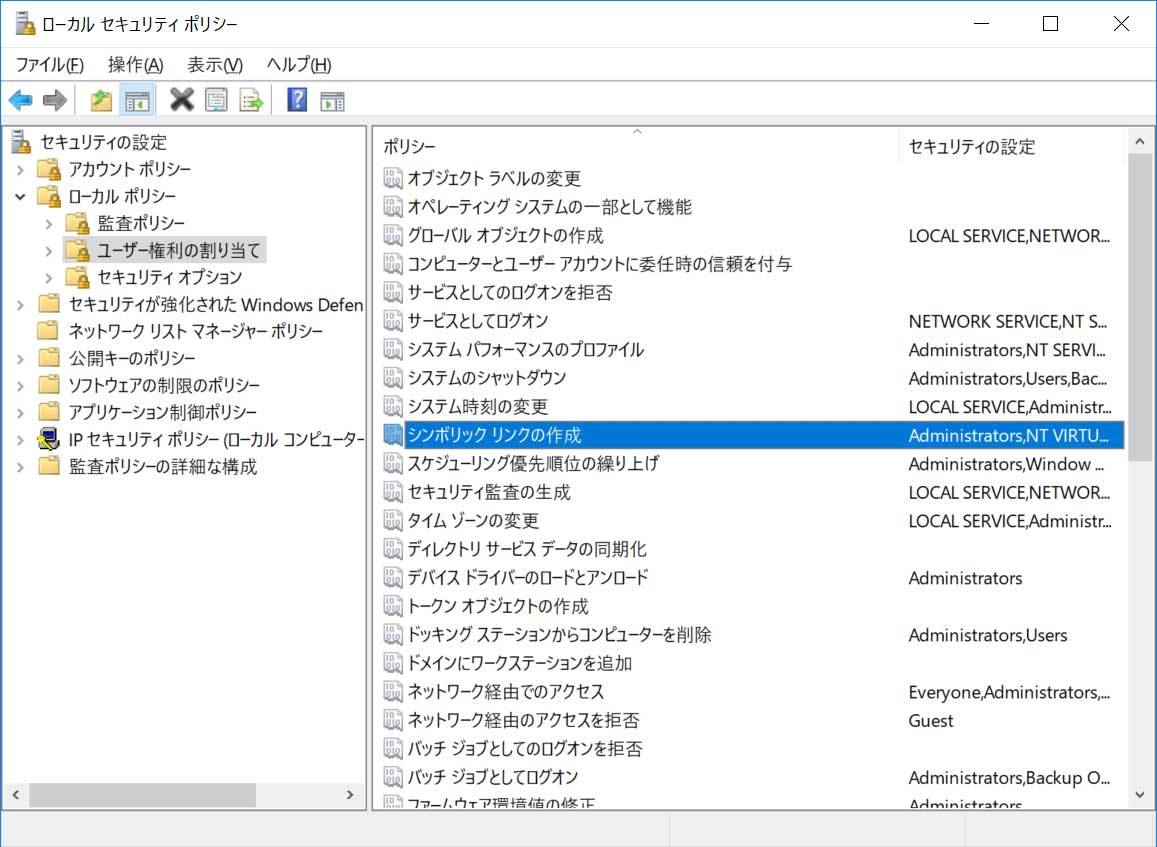 ローカル セキュリティ ポリシー
ファイル(F) 操作(A) 表示(V) ヘルプ(H)
セキュリティの設定
アカウント ポリシー
ローカル ポリシー
監査ポリシー
ユーザー権利の割り当て
セキュリティ オプション
セキュリティが強化された Windows Defen
ネットワーク リスト マネージャー ポリシー
公開キーのポリシー
ソフトウェアの制限のポリシー
アプリケーション制御ポリシー
IP セキュリティ ポリシー (ローカル コンピューター
監査ポリシーの詳細な構成
ポリシー セキュリティの設定
オブジェクト ラベルの変更
オペレーティング システムの一部として機能
グローバル オブジェクトの作成 LOCAL SERVICE,NETWOR...
コンピューターとユーザー アカウントに委任時の信頼を付与
サービスとしてのログオンを拒否
サービスとしてログオン NETWORK SERVICE,NT S...
システム パフォーマンスのプロファイル Administrators,NT SERVI...
システムのシャットダウン Administrators,Users,Bac...
システム時刻の変更 LOCAL SERVICE,Administr...
シンボリック リンクの作成 Administrators,NT VIRTU...
スケジューリング優先順位の繰り上げ Administrators,Window ...
セキュリティ監査の生成 LOCAL SERVICE,NETWOR...
タイム ゾーンの変更 LOCAL SERVICE,Administr...
ディレクトリ サービス データの同期化
デバイス ドライバーのロードとアンロード Administrators
トークン オブジェクトの作成
ドッキング ステーションからコンピューターを削除 Administrators,Users
ドメインにワークステーションを追加
ネットワーク経由でのアクセス Everyone,Administrators,...
ネットワーク経由のアクセスを拒否 Guest
バッチ ジョブとしてのログオンを拒否
バッチ ジョブとしてログオン Administrators,Backup O...
ファームウェア環境値の修正 Administrators